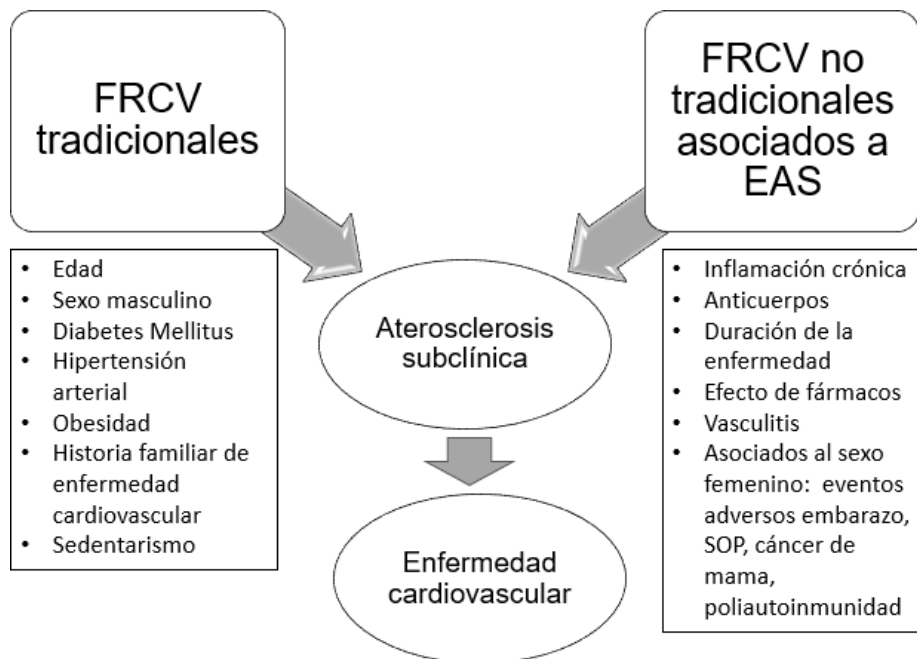 FRCV
tradicionales
FRCV no
tradicionales
asociados a
EAS
• Edad
• Sexo masculino
• Diabetes Mellitus
• Hipertensión
arterial
• Obesidad
• Historia familiar de
enfermedad
cardiovascular
• Sedentarismo
Aterosclerosis
subclínica
Enfermedad
cardiovascular
• Inflamación crónica
• Anticuerpos
• Duración de la
enfermedad
• Efecto de fármacos
• Vasculitis
• Asociados al sexo
femenino: eventos
adversos embarazo,
SOP, cáncer de
mama,
poliautoinmunidad